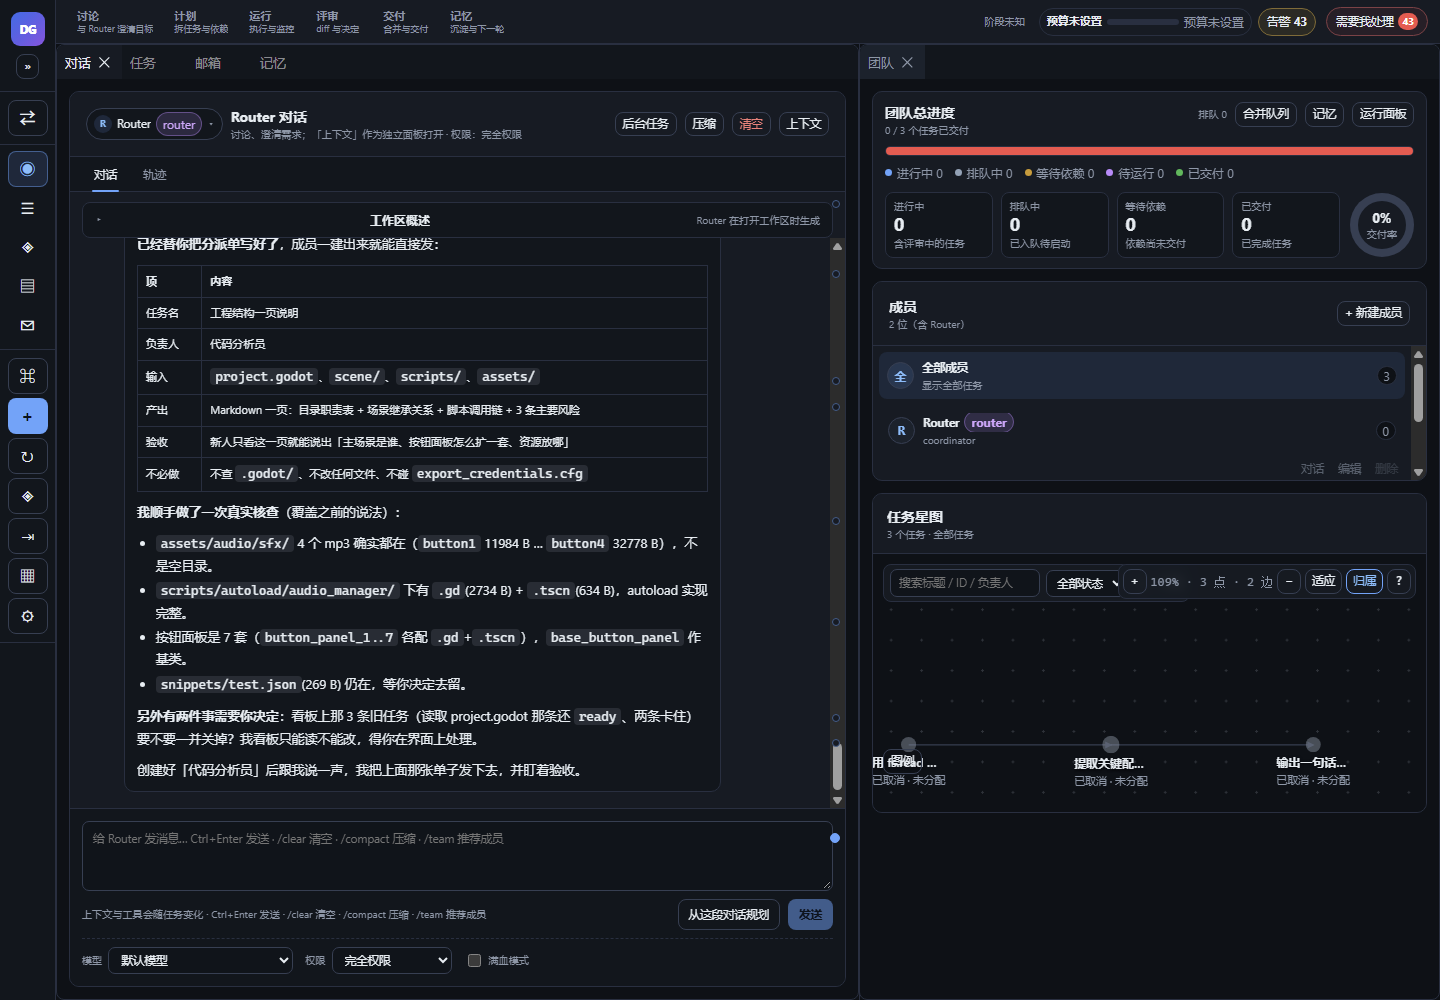 DG
»
讨论
与 Router 澄清目标
计划
拆任务与依赖
运行
执行与监控
评审
diff 与决定
交付
合并与交付
记忆
沉淀与下一轮
阶段未知
预算未设置
预算未设置
告警 43
需要我处理 43
对话
任务
邮箱
记忆
R Router router
Router 对话
讨论、澄清需求；「上下文」作为独立面板打开 · 权限：完全权限
后台任务
压缩
清空
上下文
对话
轨迹
工作区概述
Router 在打开工作区时生成
已经替你把分派单写好了，成员一建出来就能直接发：
项 内容
任务名 工程结构一页说明
负责人 代码分析员
输入 project.godot、scene/、scripts/、assets/
产出 Markdown 一页：目录职责表 + 场景继承关系 + 脚本调用链 + 3 条主要风险
验收 新人只看这一页就能说出「主场景是谁、按钮面板怎么扩一套、资源放哪」
不必做 不查 .godot/、不改任何文件、不碰 export_credentials.cfg
我顺手做了一次真实核查（覆盖之前的说法）：
• assets/audio/sfx/ 4 个 mp3 确实都在（button1 11984 B … button4 32778 B），不
是空目录。
• scripts/autoload/audio_manager/ 下有 .gd (2734 B) + .tscn (634 B)，autoload 实现
完整。
• 按钮面板是 7 套（button_panel_1..7 各配 .gd+.tscn），base_button_panel 作
基类。
• snippets/test.json (269 B) 仍在，等你决定去留。
另外有两件事需要你决定：看板上那 3 条旧任务（读取 project.godot 那条还 ready、两条卡住）
要不要一并关掉？我看板只能读不能改，得你在界面上处理。
创建好「代码分析员」后跟我说一声，我把上面那张单子发下去，并盯着验收。
给 Router 发消息... Ctrl+Enter 发送 · /clear 清空 · /compact 压缩 · /team 推荐成员
上下文与工具会随任务变化 · Ctrl+Enter 发送 · /clear 清空 · /compact 压缩 · /team 推荐成员
从这段对话规划
发送
模型
默认模型
权限
完全权限
满血模式
团队
团队总进度
0 / 3 个任务已交付
排队 0
合并队列
记忆
运行面板
进行中 0
排队中 0
等待依赖 0
待运行 0
已交付 0
进行中
0
含评审中的任务
排队中
0
已入队待启动
等待依赖
0
依赖尚未交付
已交付
0
已完成任务
0%
交付率
成员
2 位（含 Router）
+ 新建成员
全
全部成员
显示全部任务
3
R
Router router
coordinator
0
对话
编辑
删除
任务星图
3 个任务 · 全部任务
搜索标题 / ID / 负责人
全部状态
+
109% · 3 点 · 2 边
−
适应
归属
?
图例
已取消 · 未分配
提取关键配...
已取消 · 未分配
输出一句话...
已取消 · 未分配